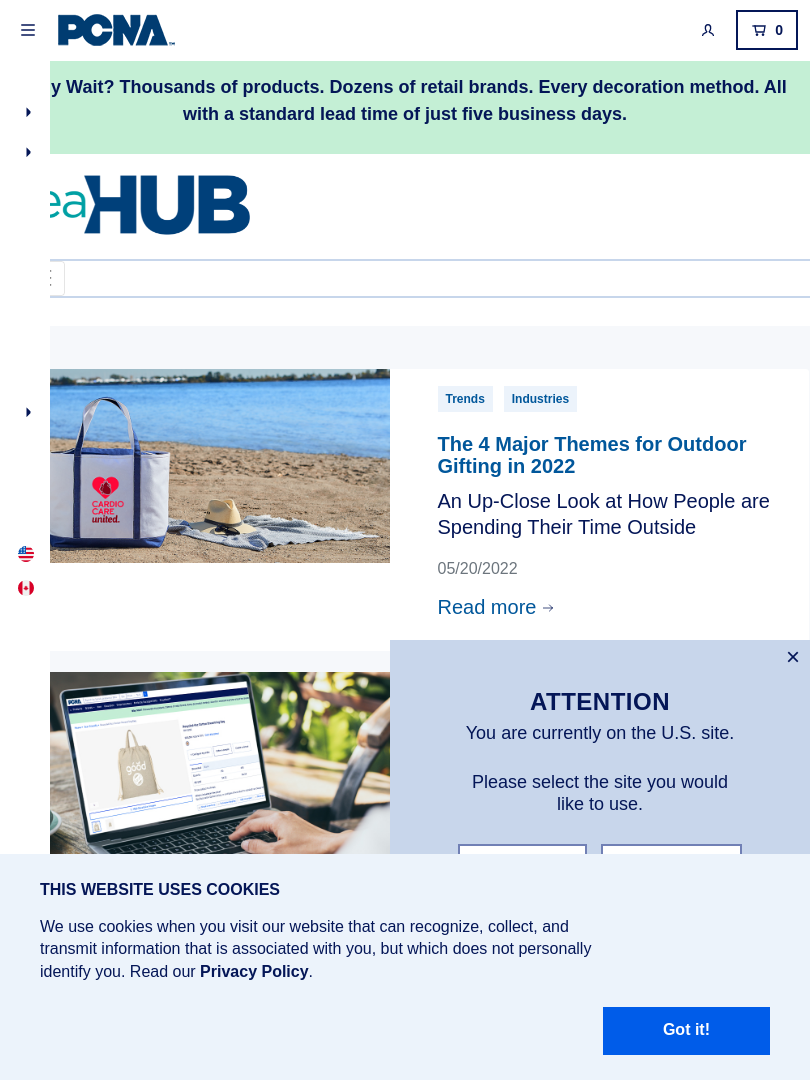 PCNA
0
y Wait? Thousands of products. Dozens of retail brands. Every decoration method. All
with a standard lead time of just five business days.
eaHUB
CARDIO
CARE
united.
Trends
Industries
The 4 Major Themes for Outdoor
Gifting in 2022
An Up-Close Look at How People are
Spending Their Time Outside
05/20/2022
Read more
PCNA
good
ATTENTION
You are currently on the U.S. site.
Please select the site you would
like to use.
THIS WEBSITE USES COOKIES
We use cookies when you visit our website that can recognize, collect, and
transmit information that is associated with you, but which does not personally
identify you. Read our Privacy Policy.
Got it!